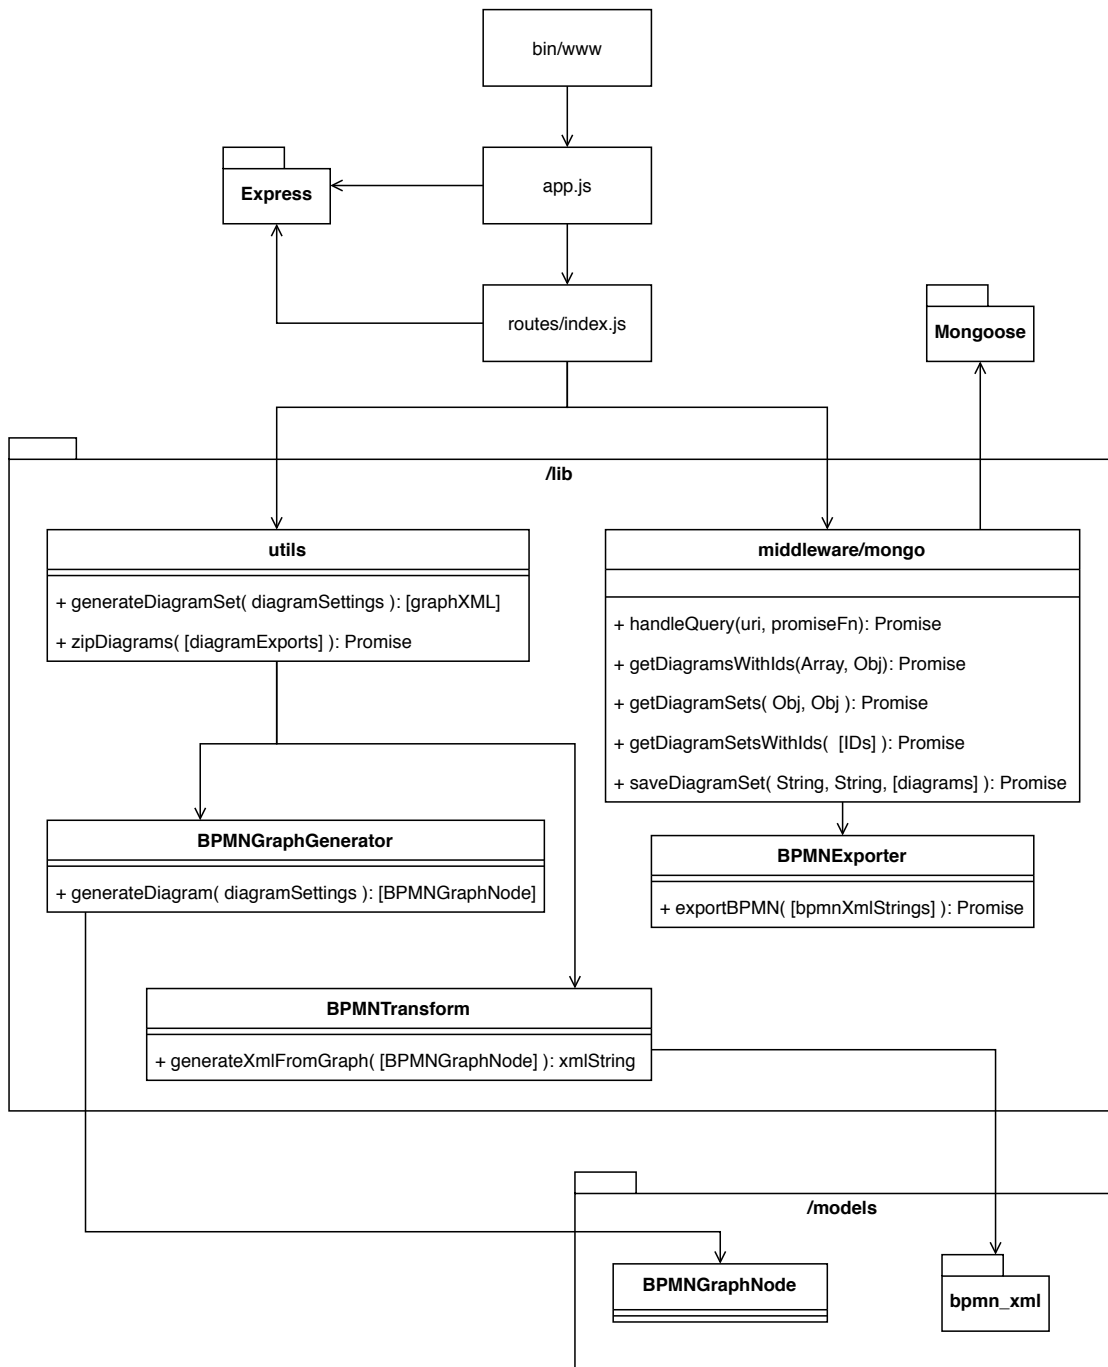 bin/www
app.js
Express
routes/index.js
Mongoose
/lib
utils
+ generateDiagramSet( diagramSettings ): [graphXML]
+ zipDiagrams( [diagramExports] ): Promise
middleware/mongo
+ handleQuery(uri, promiseFn): Promise
+ getDiagramsWithIds(Array, Obj): Promise
+ getDiagramSets( Obj, Obj ): Promise
+ getDiagramSetsWithIds(  [IDs] ): Promise
+ saveDiagramSet( String, String, [diagrams] ): Promise
BPMNGraphGenerator
+ generateDiagram( diagramSettings ): [BPMNGraphNode]
BPMNExporter
+ exportBPMN( [bpmnXmlStrings] ): Promise
BPMNTransform
+ generateXmlFromGraph( [BPMNGraphNode] ): xmlString
/models
BPMNGraphNode
bpmn_xml